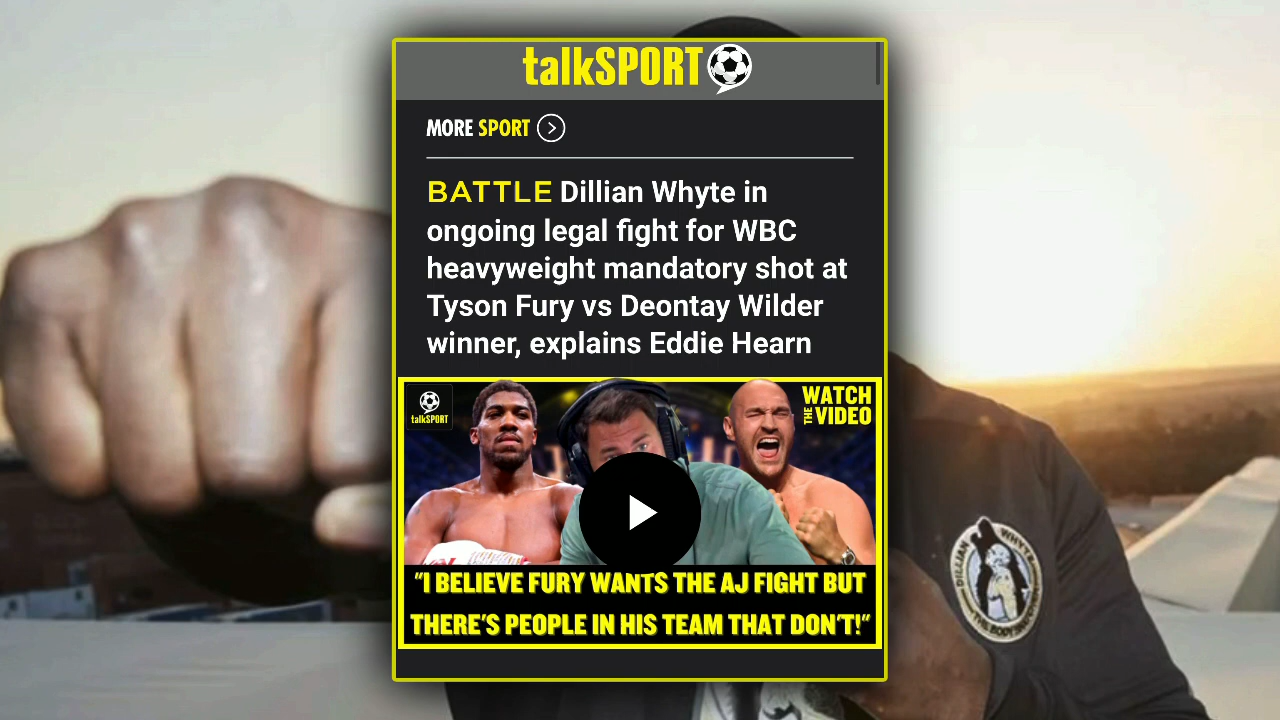 talkSPORT
MORE SPORT
BATTLE Dillian Whyte in
ongoing legal fight for WBC
heavyweight mandatory shot at
Tyson Fury vs Deontay Wilder
winner, explains Eddie Hearn
talkSPORT
WATCH
THE VIDEO
"I BELIEVE FURY WANTS THE AJ FIGHT BUT
THERE'S PEOPLE IN HIS TEAM THAT DON'T!"
DILLIAN WHYTE